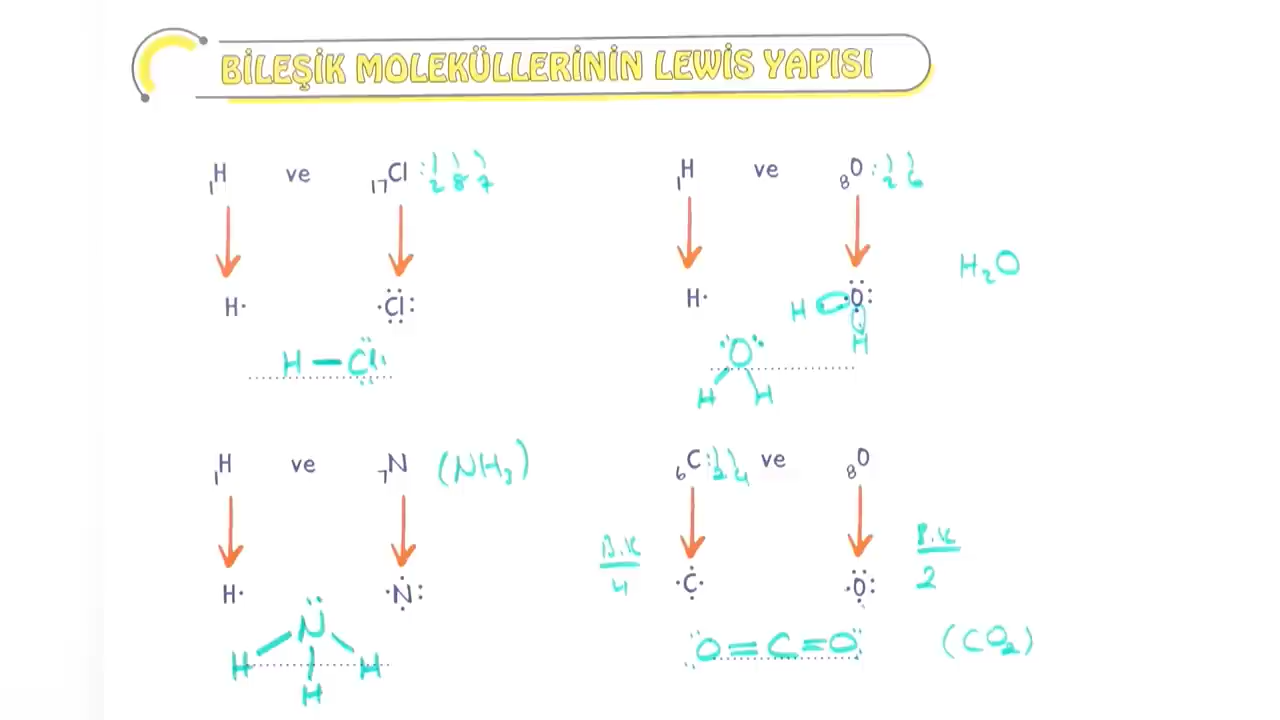 BİLEŞİK MOLEKÜLLERİNİN LEWIS YAPISI
₁H ve ₁₇Cl : 2 8 7
H· ·Cl:
H — Cl
₁H ve ₈O : 2 6
H· ·O: H₂O
H H
O
H H
₁H ve ₇N (NH₃)
H· ·N:
N
H H H
₆C : 2 4 ve ₈O
B.K 4 ·C· ·O: B.K 2
O = C = O (CO₂)